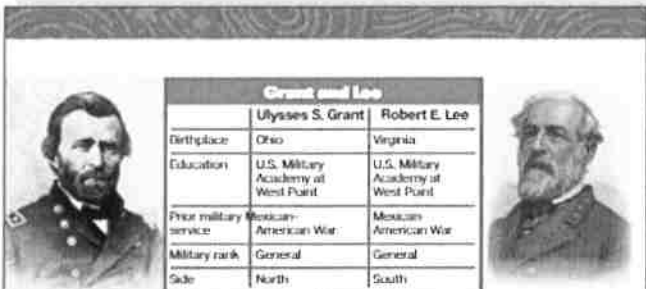 Grant and Lee
Ulysses S. Grant Robert E. Lee
Birthplace Ohio Virginia
Education U.S. Military U.S. Military
Academy at Academy at
West Point West Point
Prior military Mexican- Mexican-
service American War American War
Military rank General General
Side North South